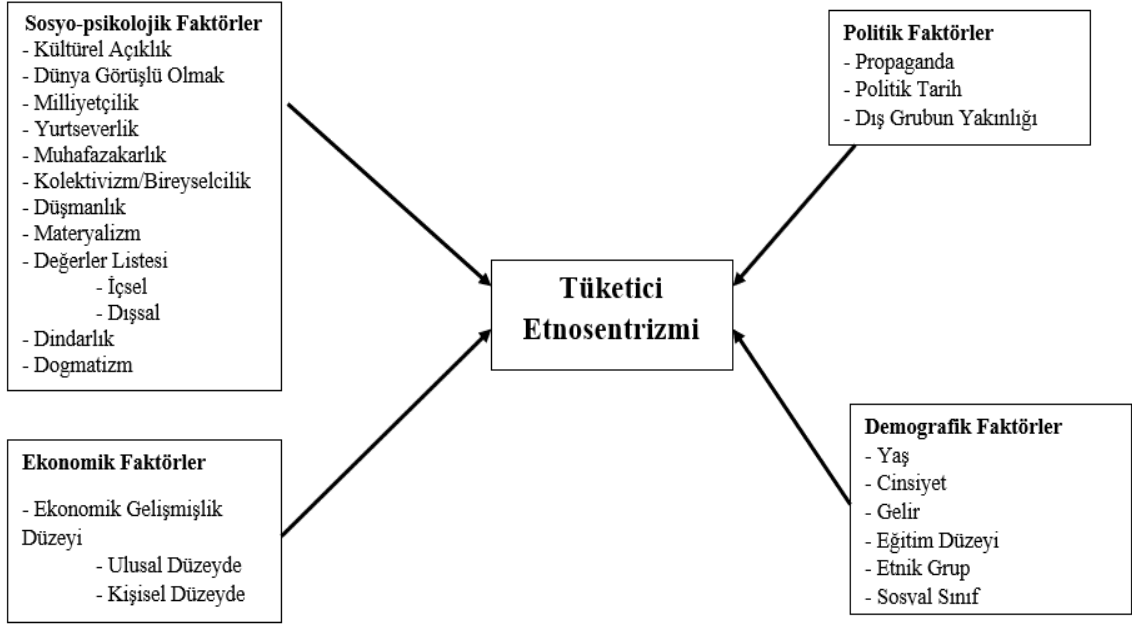 Sosyo-psikolojik Faktörler
- Kültürel Açıklık
- Dünya Görüşlü Olmak
- Milliyetçilik
- Yurtseverlik
- Muhafazakarlık
- Kolektivizm/Bireyselcilik
- Düşmanlık
- Materyalizm
- Değerler Listesi
- İçsel
- Dışsal
- Dindarlık
- Dogmatizm
Politik Faktörler
- Propaganda
- Politik Tarih
- Dış Grubun Yakınlığı
Tüketici
Etnosentrizmi
Ekonomik Faktörler
- Ekonomik Gelişmişlik
Düzeyi
- Ulusal Düzeyde
- Kişisel Düzeyde
Demografik Faktörler
- Yaş
- Cinsiyet
- Gelir
- Eğitim Düzeyi
- Etnik Grup
- Sosyal Sınıf